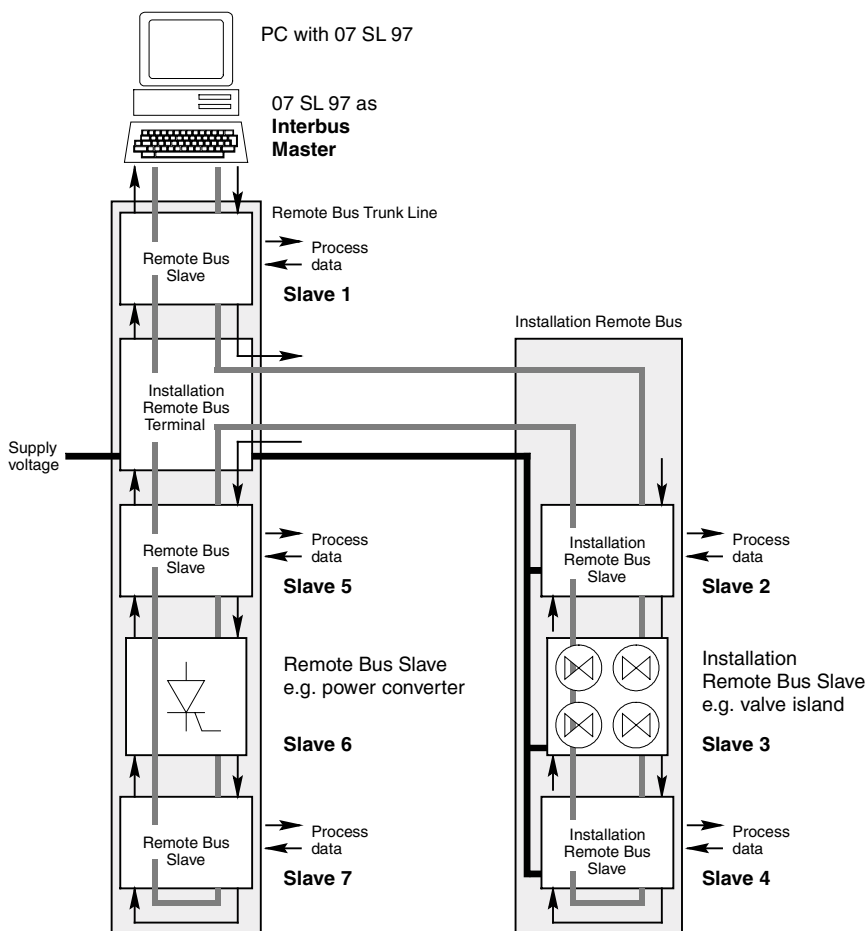 PC with 07 SL 97
07 SL 97 as
Interbus
Master
Remote Bus Trunk Line
Remote Bus
Slave
Process
data
Slave 1
Installation Remote Bus
Installation
Remote Bus
Terminal
Supply
voltage
Remote Bus
Slave
Process
data
Slave 5
Installation
Remote Bus
Slave
Process
data
Slave 2
Remote Bus Slave
e.g. power converter
Slave 6
Installation
Remote Bus Slave
e.g. valve island
Slave 3
Remote Bus
Slave
Process
data
Slave 7
Installation
Remote Bus
Slave
Process
data
Slave 4